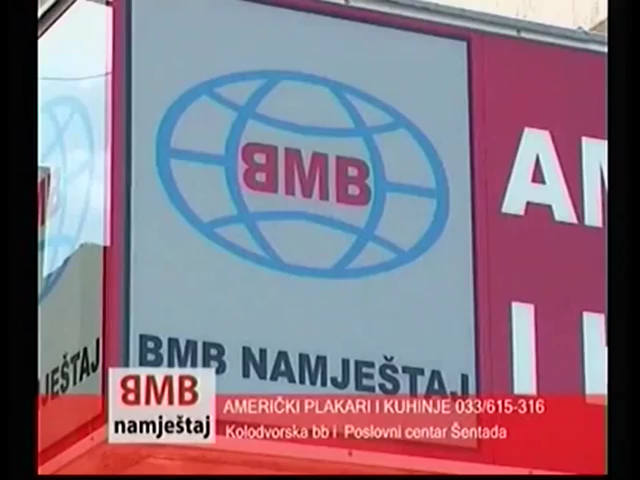 BMB
AM
BMB NAMJEŠTAJ
JEŠTAJ
I
BMB
namještaj
AMERIČKI PLAKARI I KUHINJE 033/615-316
Kolodvorska bb i Poslovni centar Šentada